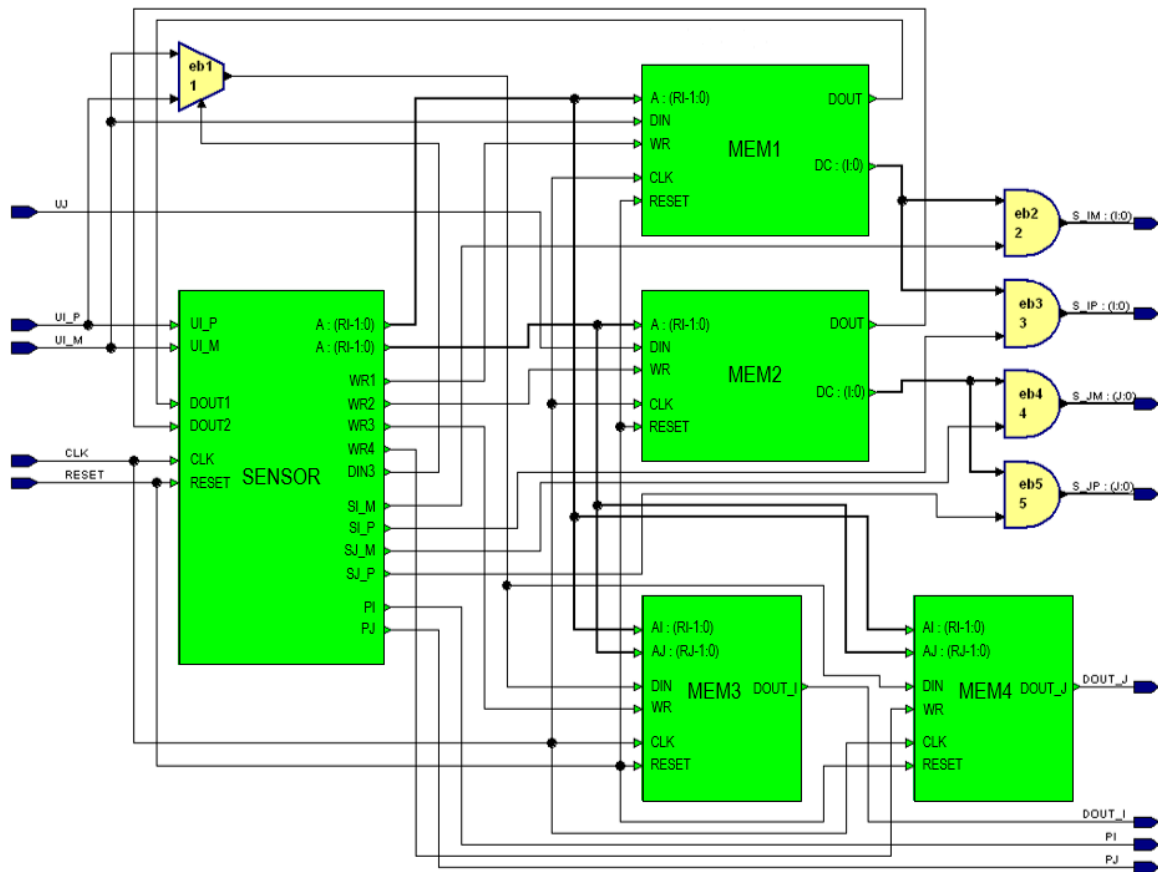 eb1
1
UJ
UI_P
UI_M
CLK
RESET
UI_P
UI_M
DOUT1
DOUT2
CLK
RESET
SENSOR
A : (RI-1:0)
A : (RI-1:0)
WR1
WR2
WR3
WR4
DIN3
SI_M
SI_P
SJ_M
SJ_P
PI
PJ
A : (RI-1:0)
DIN
WR
CLK
RESET
MEM1
DOUT
DC : (I:0)
A : (RI-1:0)
DIN
WR
CLK
RESET
MEM2
DOUT
DC : (I:0)
eb2
2
S_IM : (I:0)
eb3
3
S_IP : (I:0)
eb4
4
S_JM : (J:0)
eb5
5
S_JP : (J:0)
AI : (RI-1:0)
AJ : (RJ-1:0)
DIN
WR
CLK
RESET
MEM3
DOUT_I
AI : (RI-1:0)
AJ : (RJ-1:0)
DIN
WR
CLK
RESET
MEM4
DOUT_J
DOUT_J
DOUT_I
PI
PJ